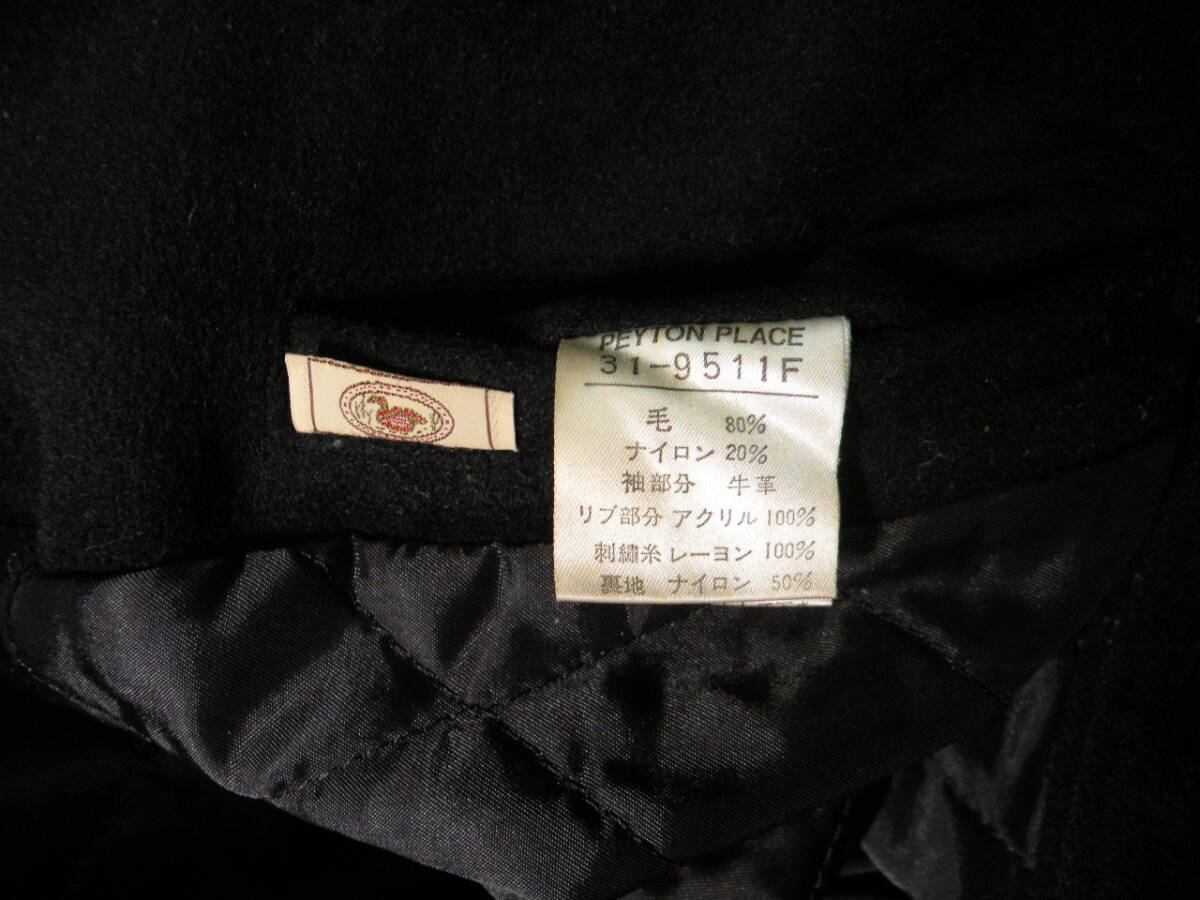 PEYTON PLACE
31-9511F
毛 80%
ナイロン 20%
袖部分 牛革
リブ部分 アクリル 100%
刺繍糸 レーヨン 100%
裏地 ナイロン 50%